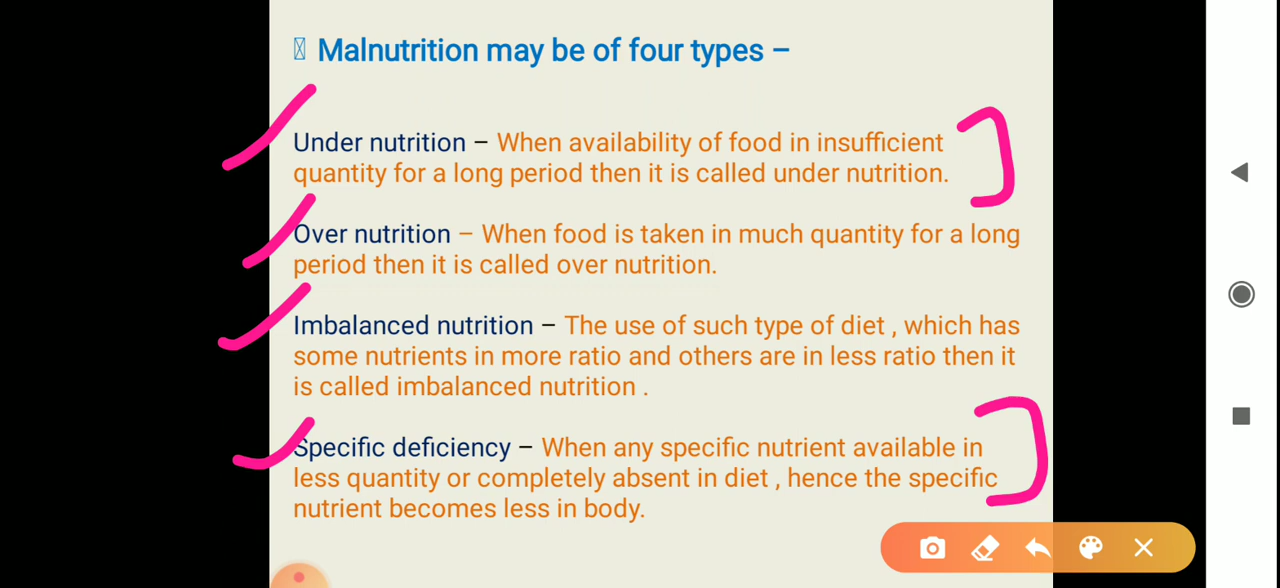 Malnutrition may be of four types –
Under nutrition – When availability of food in insufficient
quantity for a long period then it is called under nutrition.
Over nutrition – When food is taken in much quantity for a long
period then it is called over nutrition.
Imbalanced nutrition – The use of such type of diet , which has
some nutrients in more ratio and others are in less ratio then it
is called imbalanced nutrition .
Specific deficiency – When any specific nutrient available in
less quantity or completely absent in diet , hence the specific
nutrient becomes less in body.